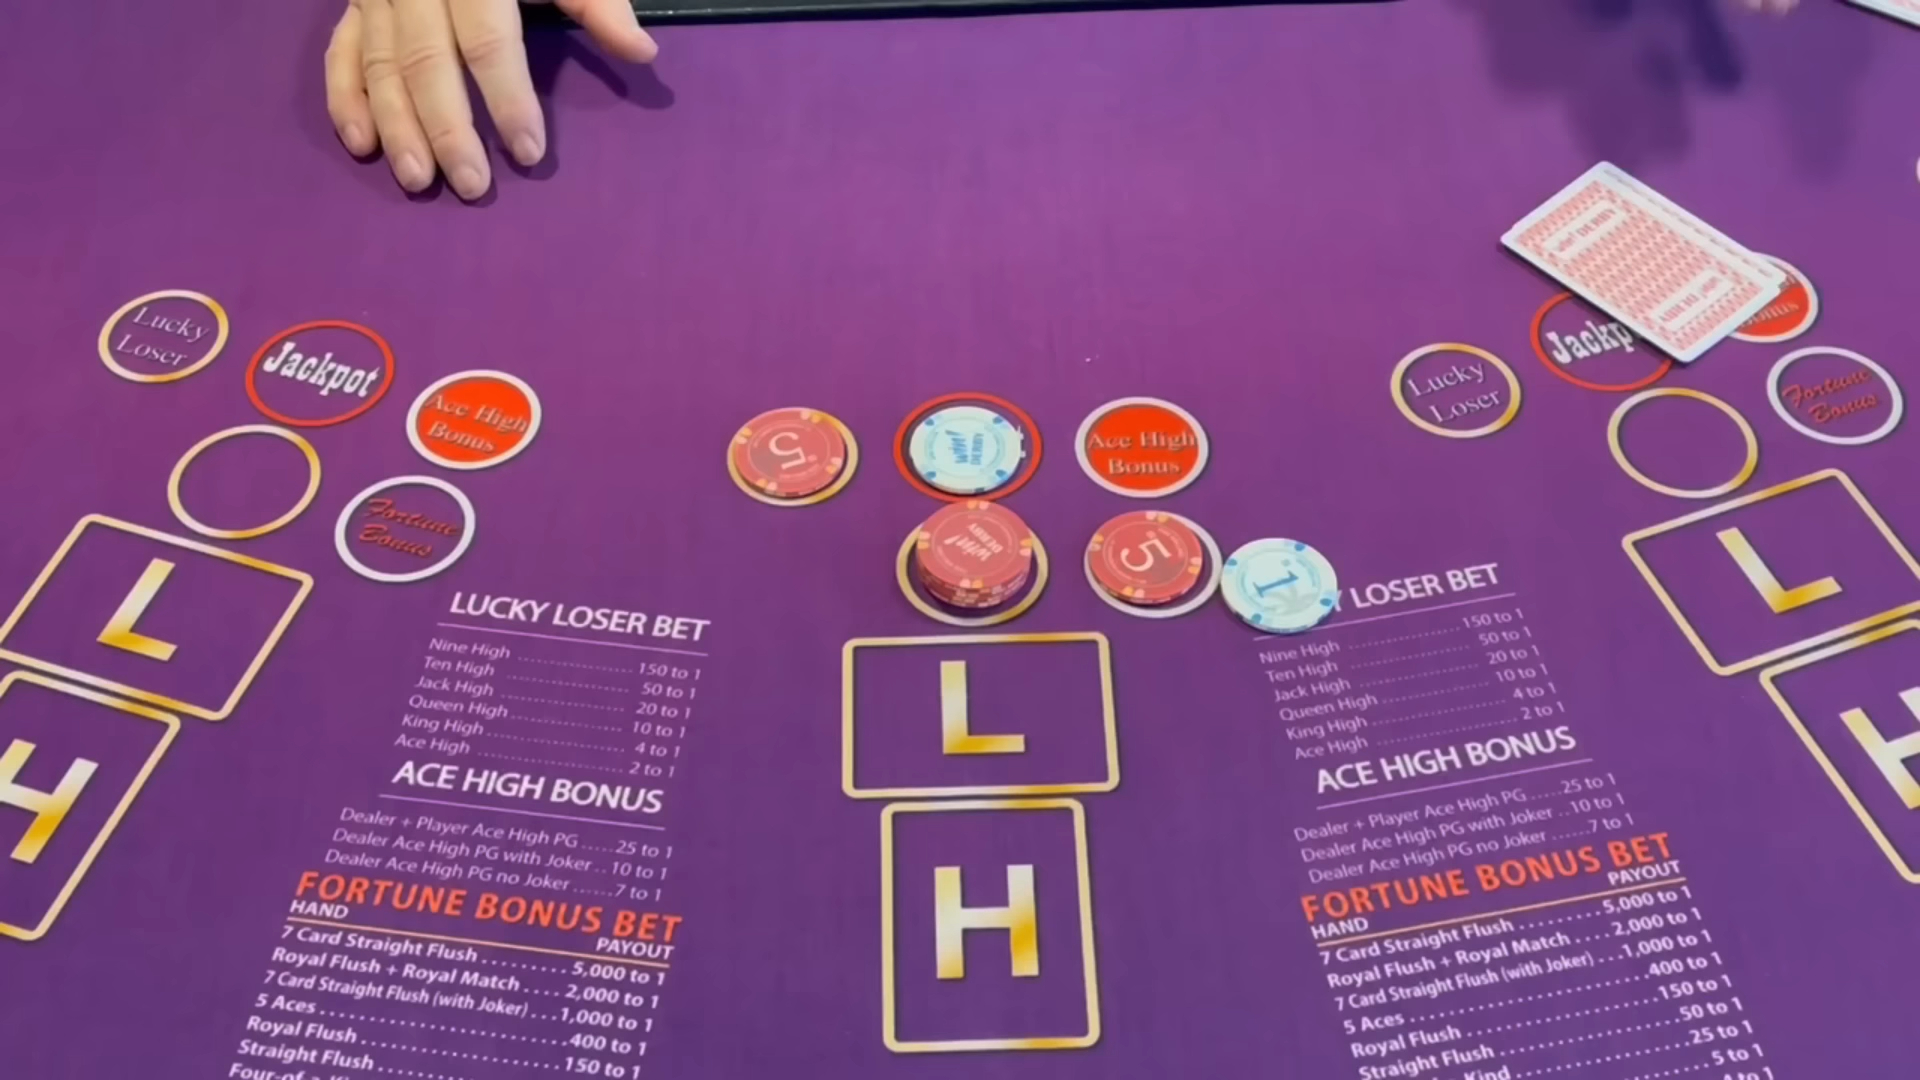 Lucky
Loser
Jackpot
Ace High
Bonus
Fortune
Bonus
L
H
5
win!
DERBY
Ace High
Bonus
win!
DERBY
5
1
L
H
win! DERBY
Lucky
Loser
Jackp
Bonus
Fortune
Bonus
L
H
LUCKY LOSER BET
Nine High .................. 150 to 1
Ten High .................. 50 to 1
Jack High .................. 20 to 1
Queen High .................. 10 to 1
King High .................. 4 to 1
Ace High .................. 2 to 1
ACE HIGH BONUS
Dealer + Player Ace High PG .....25 to 1
Dealer Ace High PG with Joker .. 10 to 1
Dealer Ace High PG no Joker ......7 to 1
FORTUNE BONUS BET
HAND PAYOUT
7 Card Straight Flush ......... 5,000 to 1
Royal Flush + Royal Match .... 2,000 to 1
7 Card Straight Flush (with Joker) ...1,000 to 1
5 Aces .................. 400 to 1
Royal Flush .................. 150 to 1
Straight Flush
Y LOSER BET
Nine High .................. 150 to 1
Ten High .................. 50 to 1
Jack High .................. 20 to 1
Queen High .................. 10 to 1
King High .................. 4 to 1
Ace High .................. 2 to 1
ACE HIGH BONUS
Dealer + Player Ace High PG .....25 to 1
Dealer Ace High PG with Joker ..10 to 1
Dealer Ace High PG no Joker ......7 to 1
FORTUNE BONUS BET
HAND PAYOUT
7 Card Straight Flush ......... 5,000 to 1
Royal Flush + Royal Match .... 2,000 to 1
7 Card Straight Flush (with Joker) ...1,000 to 1
5 Aces .................. 400 to 1
Royal Flush .................. 150 to 1
Straight Flush .................. 50 to 1
Kind .................. 25 to 1
5 to 1